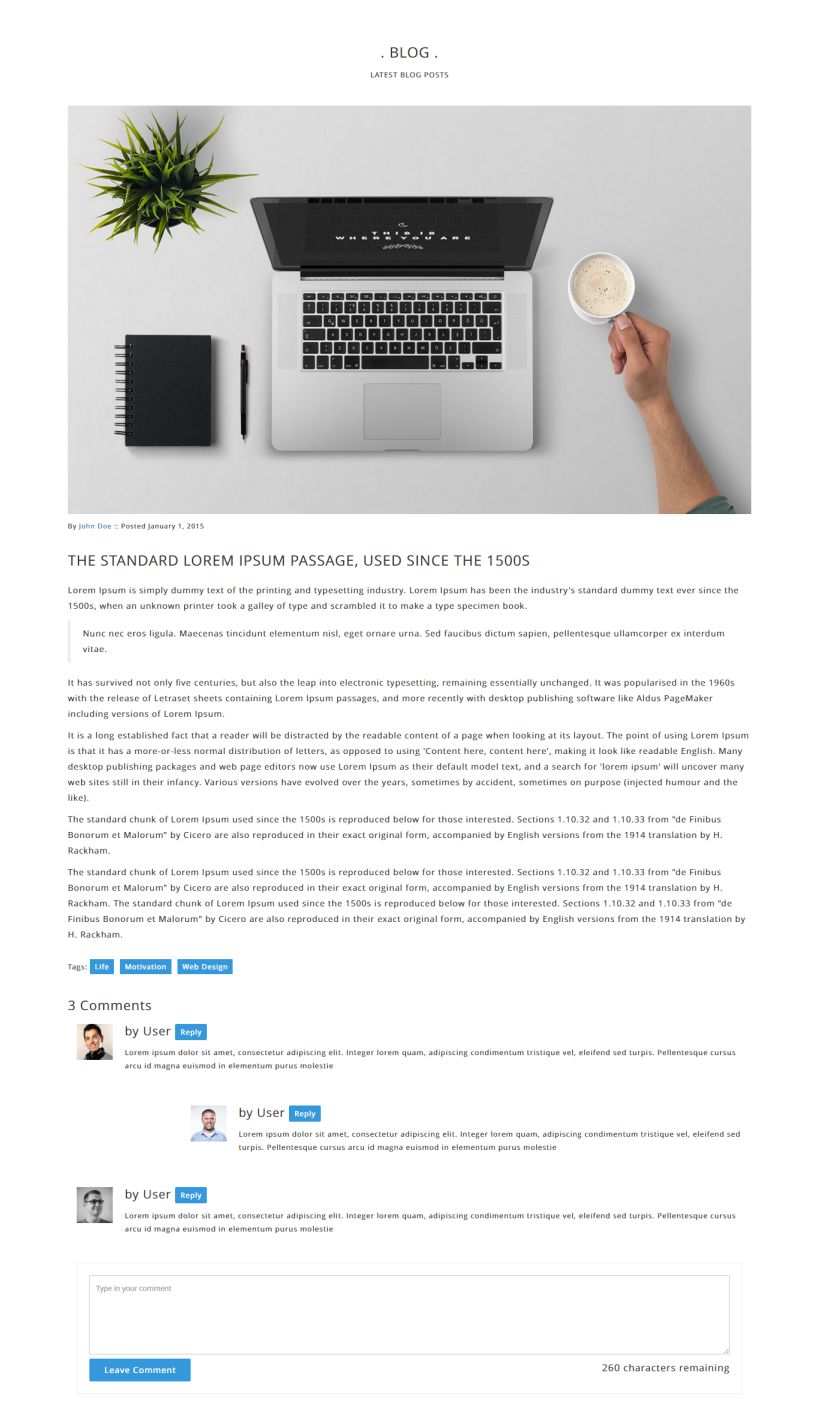 . BLOG .
LATEST BLOG POSTS
THIS IS
WHERE YOU ARE
By John Doe :: Posted January 1, 2015
THE STANDARD LOREM IPSUM PASSAGE, USED SINCE THE 1500S
Lorem Ipsum is simply dummy text of the printing and typesetting industry. Lorem Ipsum has been the industry's standard dummy text ever since the
1500s, when an unknown printer took a galley of type and scrambled it to make a type specimen book.
Nunc nec eros ligula. Maecenas tincidunt elementum nisl, eget ornare urna. Sed faucibus dictum sapien, pellentesque ullamcorper ex interdum
vitae.
It has survived not only five centuries, but also the leap into electronic typesetting, remaining essentially unchanged. It was popularised in the 1960s
with the release of Letraset sheets containing Lorem Ipsum passages, and more recently with desktop publishing software like Aldus PageMaker
including versions of Lorem Ipsum.
It is a long established fact that a reader will be distracted by the readable content of a page when looking at its layout. The point of using Lorem Ipsum
is that it has a more-or-less normal distribution of letters, as opposed to using 'Content here, content here', making it look like readable English. Many
desktop publishing packages and web page editors now use Lorem Ipsum as their default model text, and a search for 'lorem ipsum' will uncover many
web sites still in their infancy. Various versions have evolved over the years, sometimes by accident, sometimes on purpose (injected humour and the
like).
The standard chunk of Lorem Ipsum used since the 1500s is reproduced below for those interested. Sections 1.10.32 and 1.10.33 from "de Finibus
Bonorum et Malorum" by Cicero are also reproduced in their exact original form, accompanied by English versions from the 1914 translation by H.
Rackham.
The standard chunk of Lorem Ipsum used since the 1500s is reproduced below for those interested. Sections 1.10.32 and 1.10.33 from "de Finibus
Bonorum et Malorum" by Cicero are also reproduced in their exact original form, accompanied by English versions from the 1914 translation by H.
Rackham. The standard chunk of Lorem Ipsum used since the 1500s is reproduced below for those interested. Sections 1.10.32 and 1.10.33 from "de
Finibus Bonorum et Malorum" by Cicero are also reproduced in their exact original form, accompanied by English versions from the 1914 translation by
H. Rackham.
Tags: Life Motivation Web Design
3 Comments
by User Reply
Lorem ipsum dolor sit amet, consectetur adipiscing elit. Integer lorem quam, adipiscing condimentum tristique vel, eleifend sed turpis. Pellentesque cursus
arcu id magna euismod in elementum purus molestie
by User Reply
Lorem ipsum dolor sit amet, consectetur adipiscing elit. Integer lorem quam, adipiscing condimentum tristique vel, eleifend sed
turpis. Pellentesque cursus arcu id magna euismod in elementum purus molestie
by User Reply
Lorem ipsum dolor sit amet, consectetur adipiscing elit. Integer lorem quam, adipiscing condimentum tristique vel, eleifend sed turpis. Pellentesque cursus
arcu id magna euismod in elementum purus molestie
Type in your comment
Leave Comment 260 characters remaining